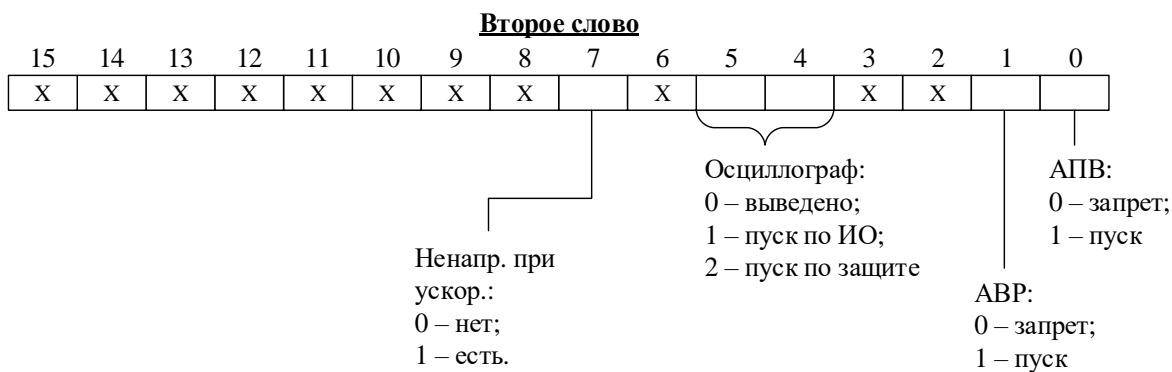 Второе слово
15 14 13 12 11 10 9 8 7 6 5 4 3 2 1 0
X X X X X X X X X X X
Осциллограф:
0 – выведено;
1 – пуск по ИО;
2 – пуск по защите
АПВ:
0 – запрет;
1 – пуск
Ненапр. при
ускор.:
0 – нет;
1 – есть.
АВР:
0 – запрет;
1 – пуск